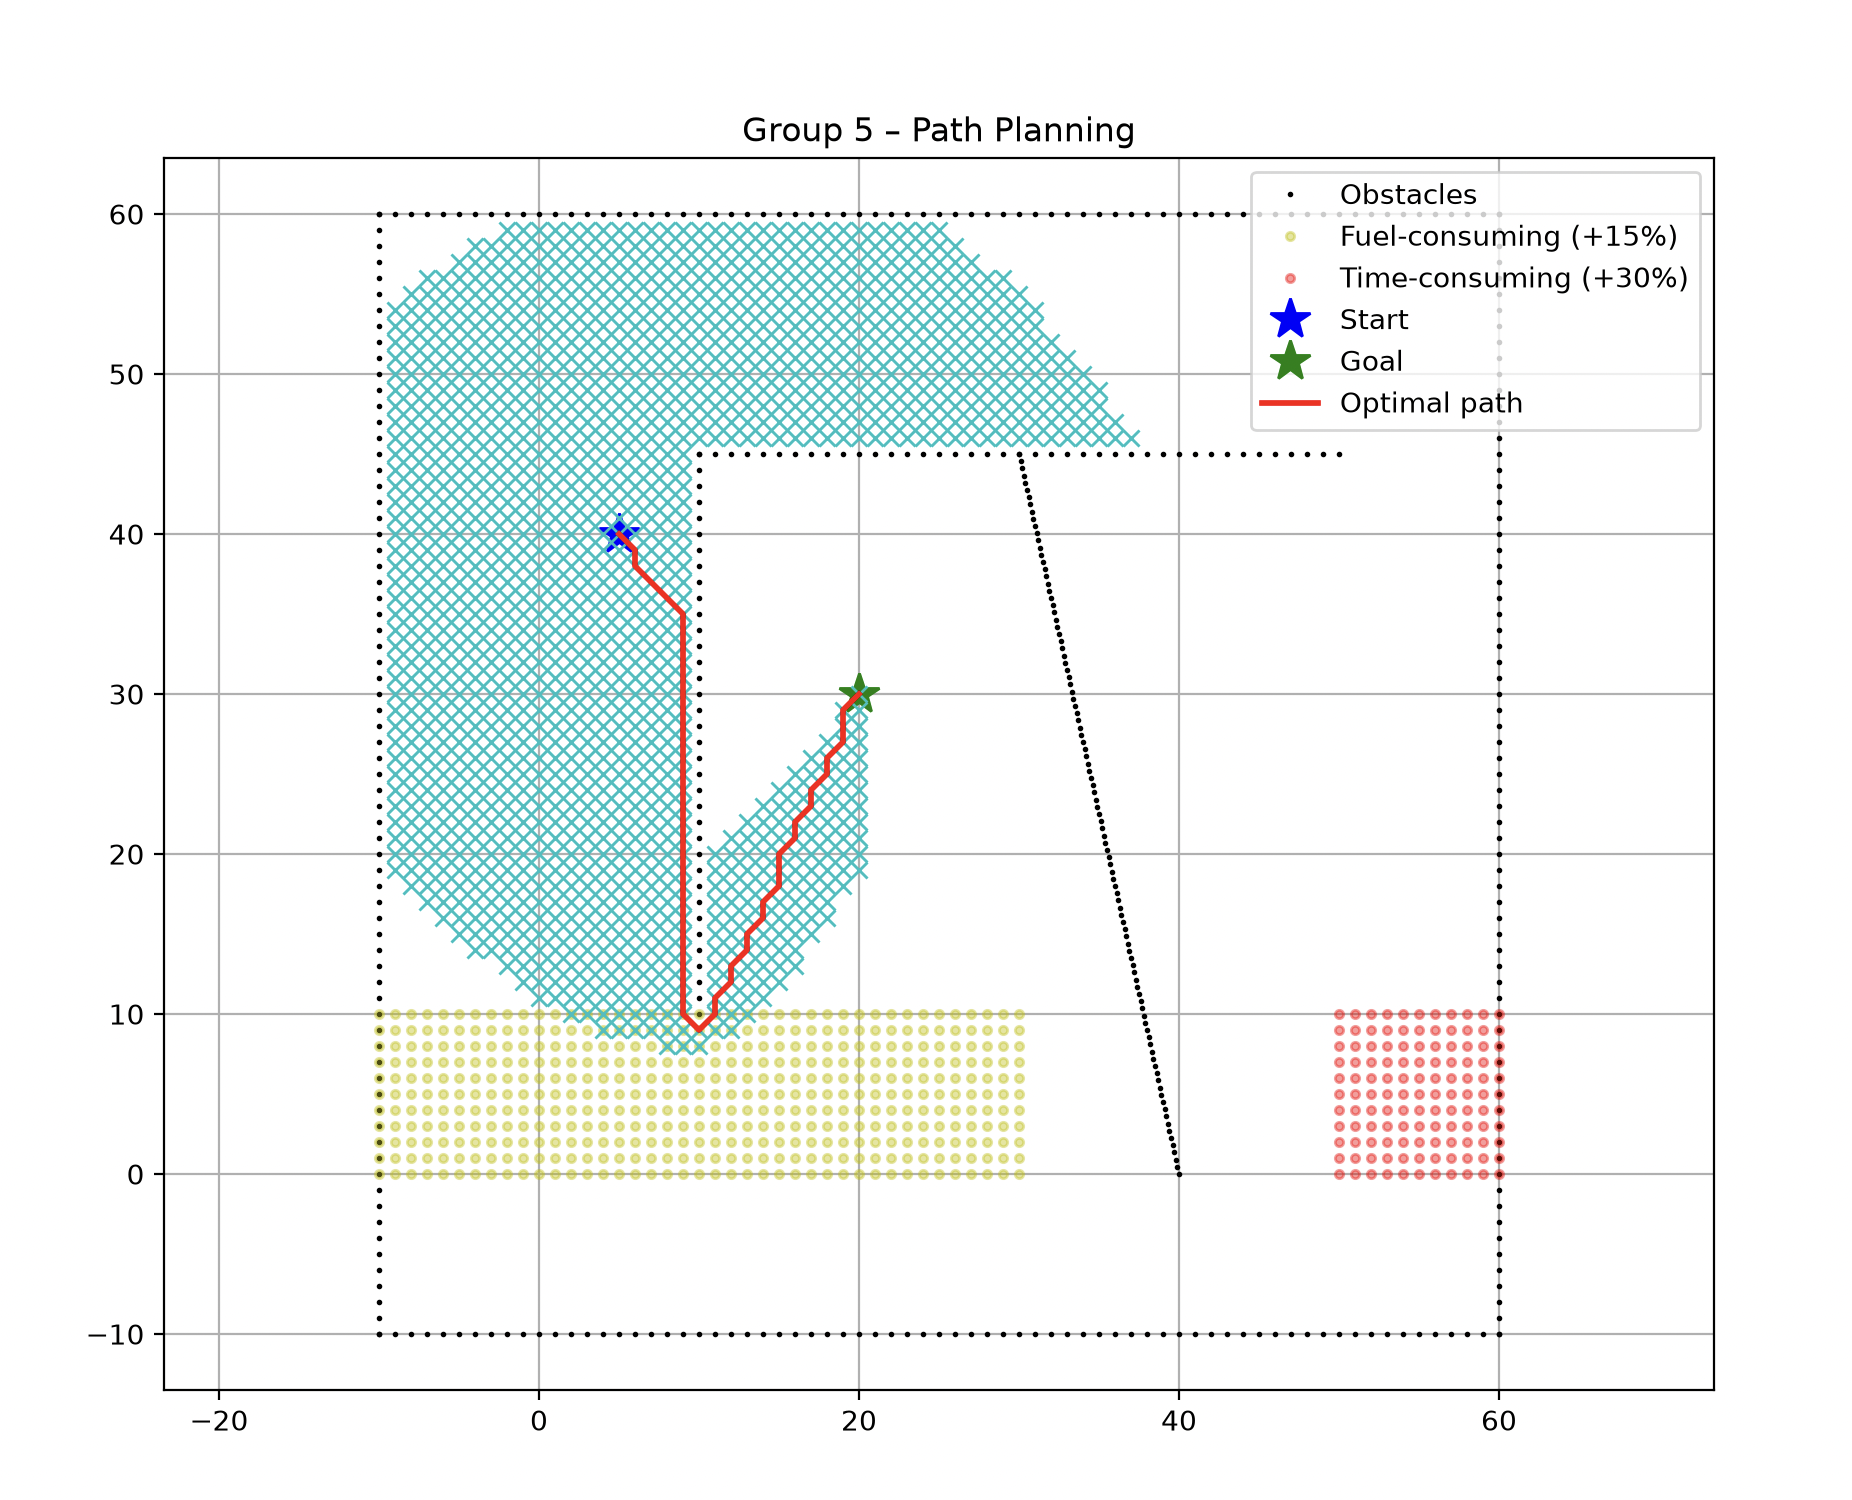 Group 5 – Path Planning
Obstacles
Fuel-consuming (+15%)
Time-consuming (+30%)
Start
Goal
Optimal path
60
50
40
30
20
10
0
−10
−20 0 20 40 60